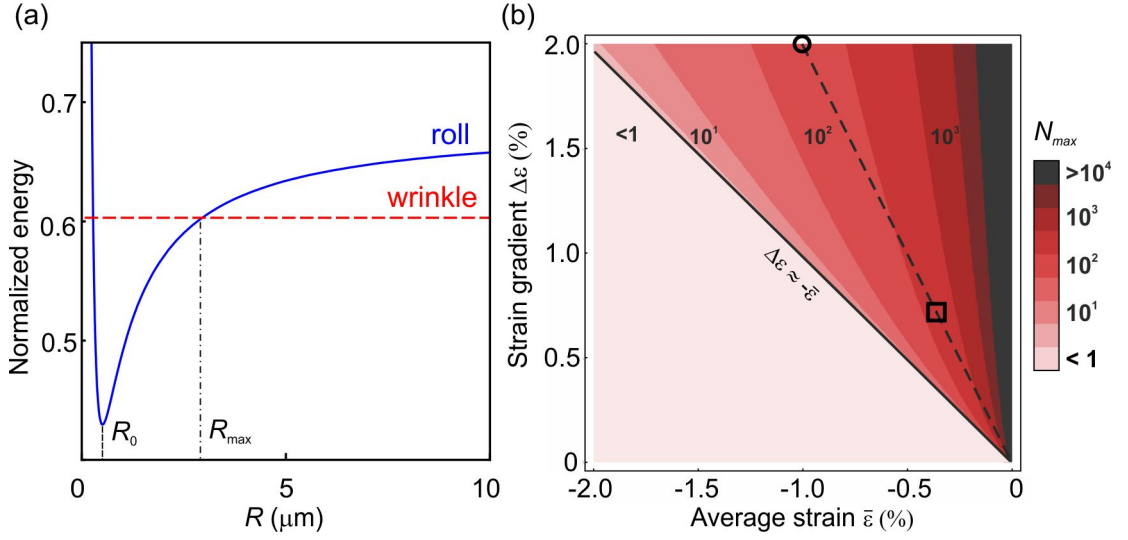 (a)
Normalized energy
0.7
0.6
0.5
roll
wrinkle
R₀
R_max
0
5
10
R (μm)
(b)
Strain gradient Δε (%)
2.0
1.5
1.0
0.5
0
<1
10¹
10²
10³
Δε ≈ -ε̄
-2.0
-1.5
-1.0
-0.5
0
Average strain ε̄ (%)
N_max
>10⁴
10³
10²
10¹
< 1